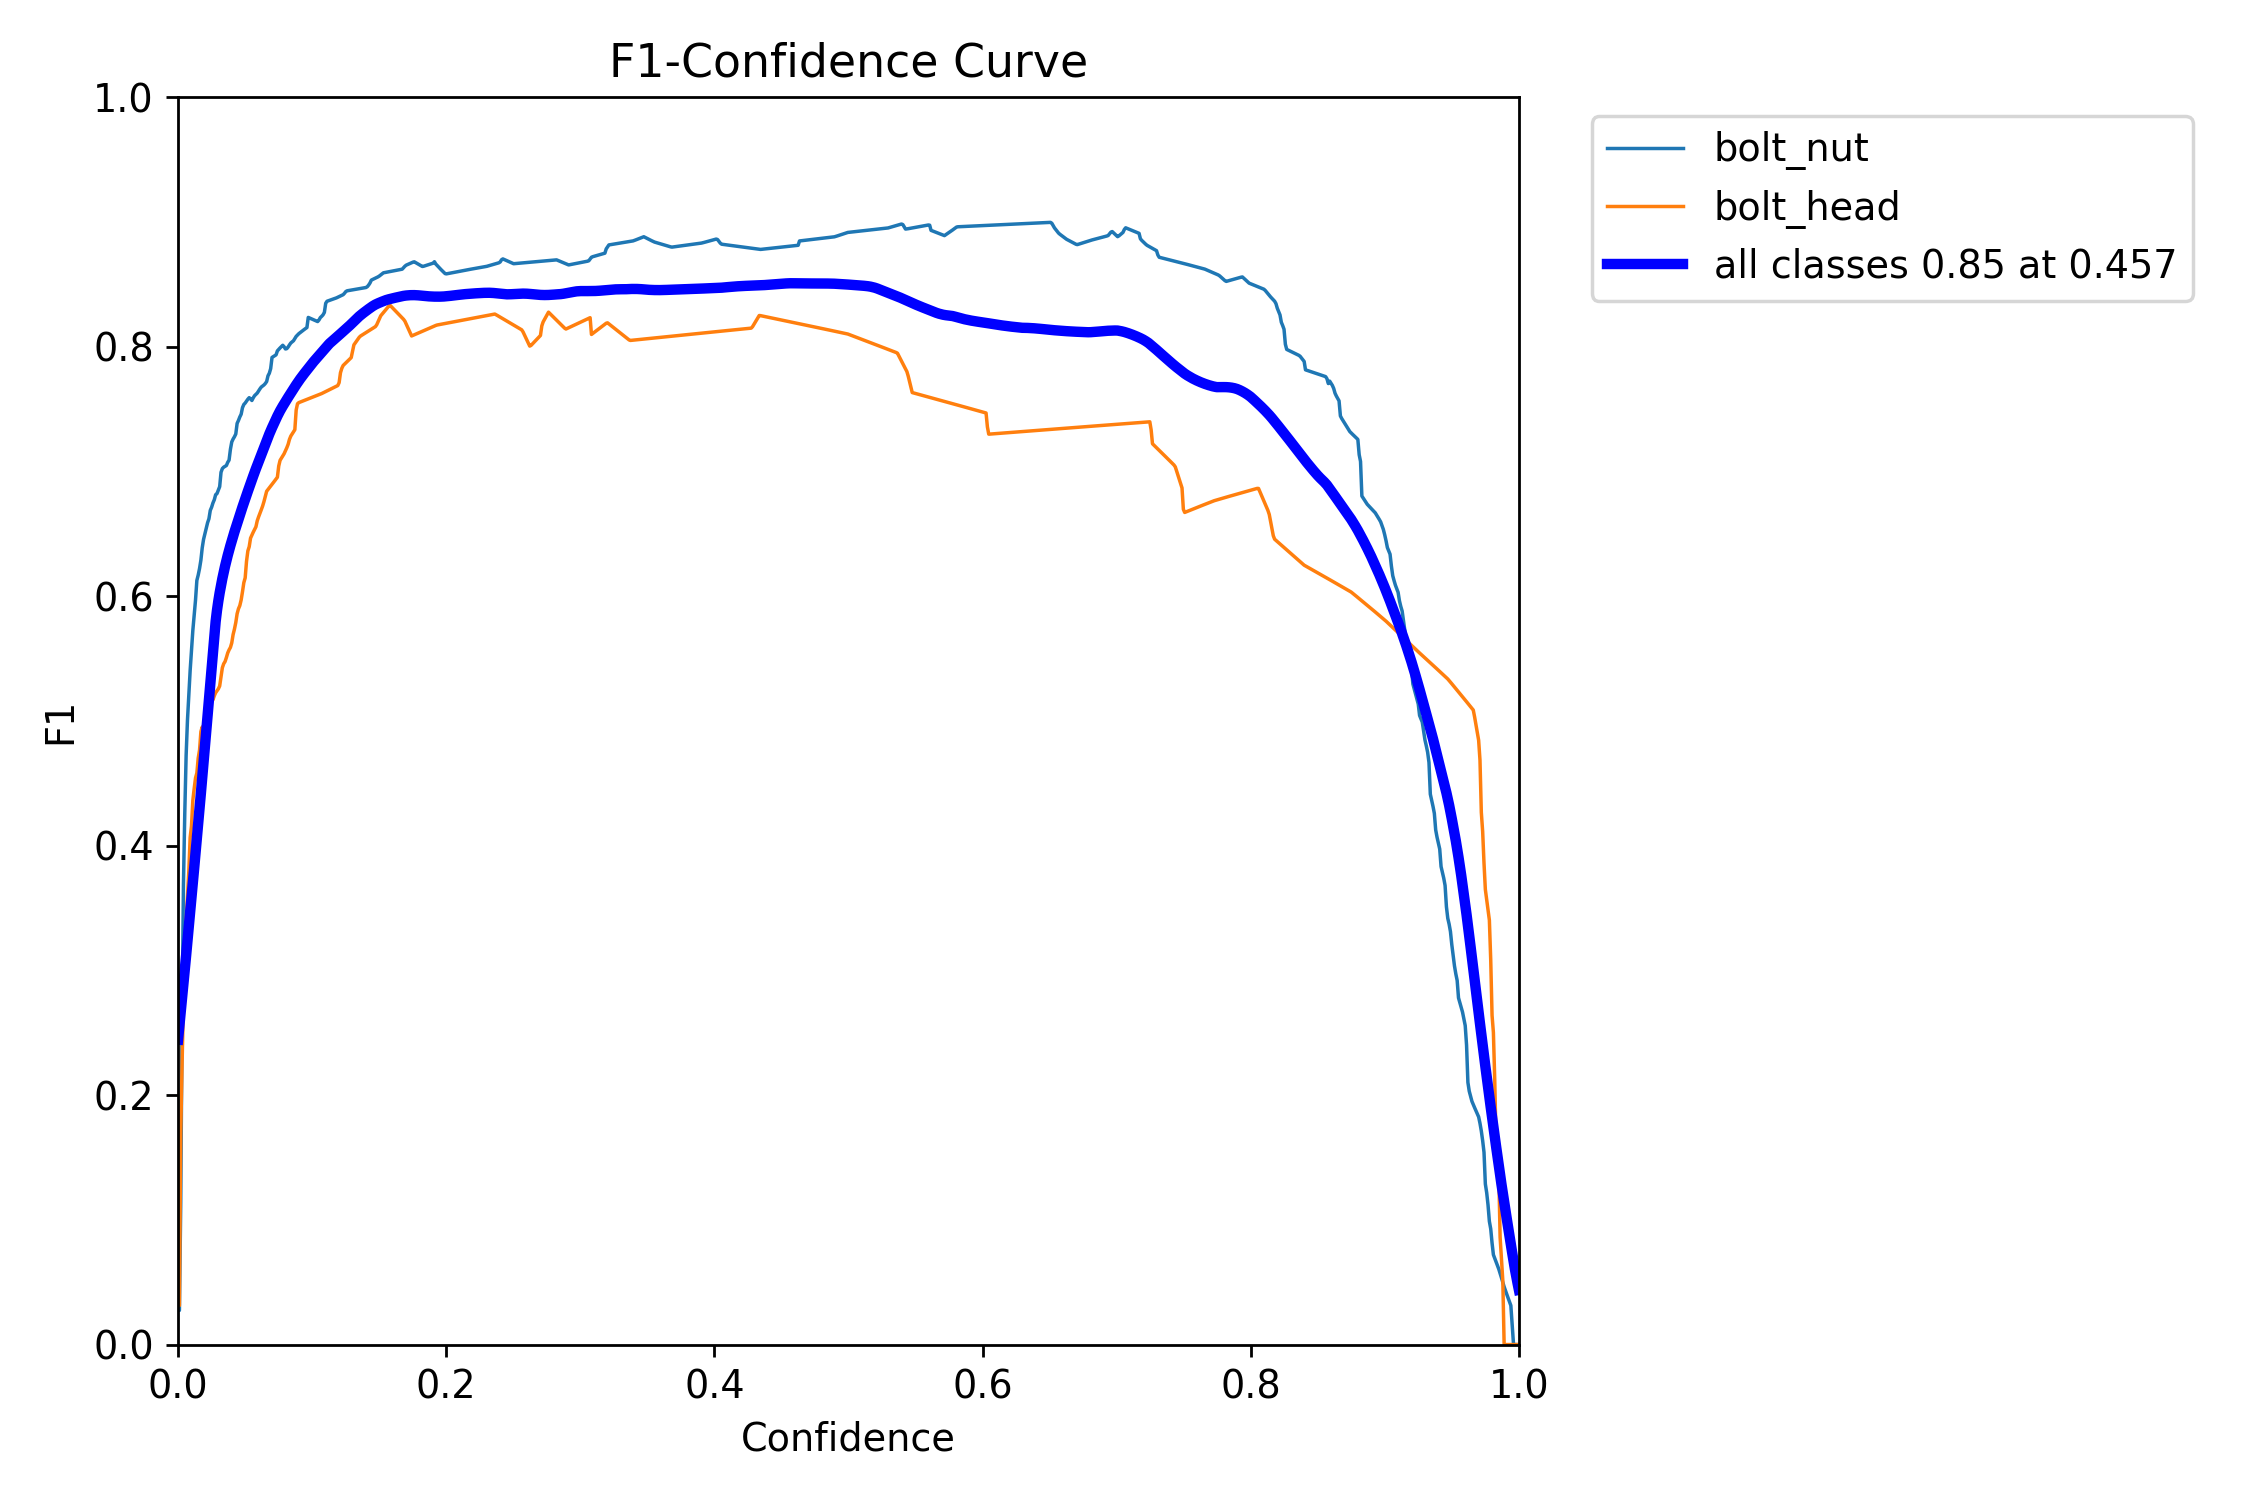 F1-Confidence Curve
1.0
0.8
0.6
0.4
0.2
0.0
F1
0.0 0.2 0.4 0.6 0.8 1.0
Confidence
bolt_nut
bolt_head
all classes 0.85 at 0.457